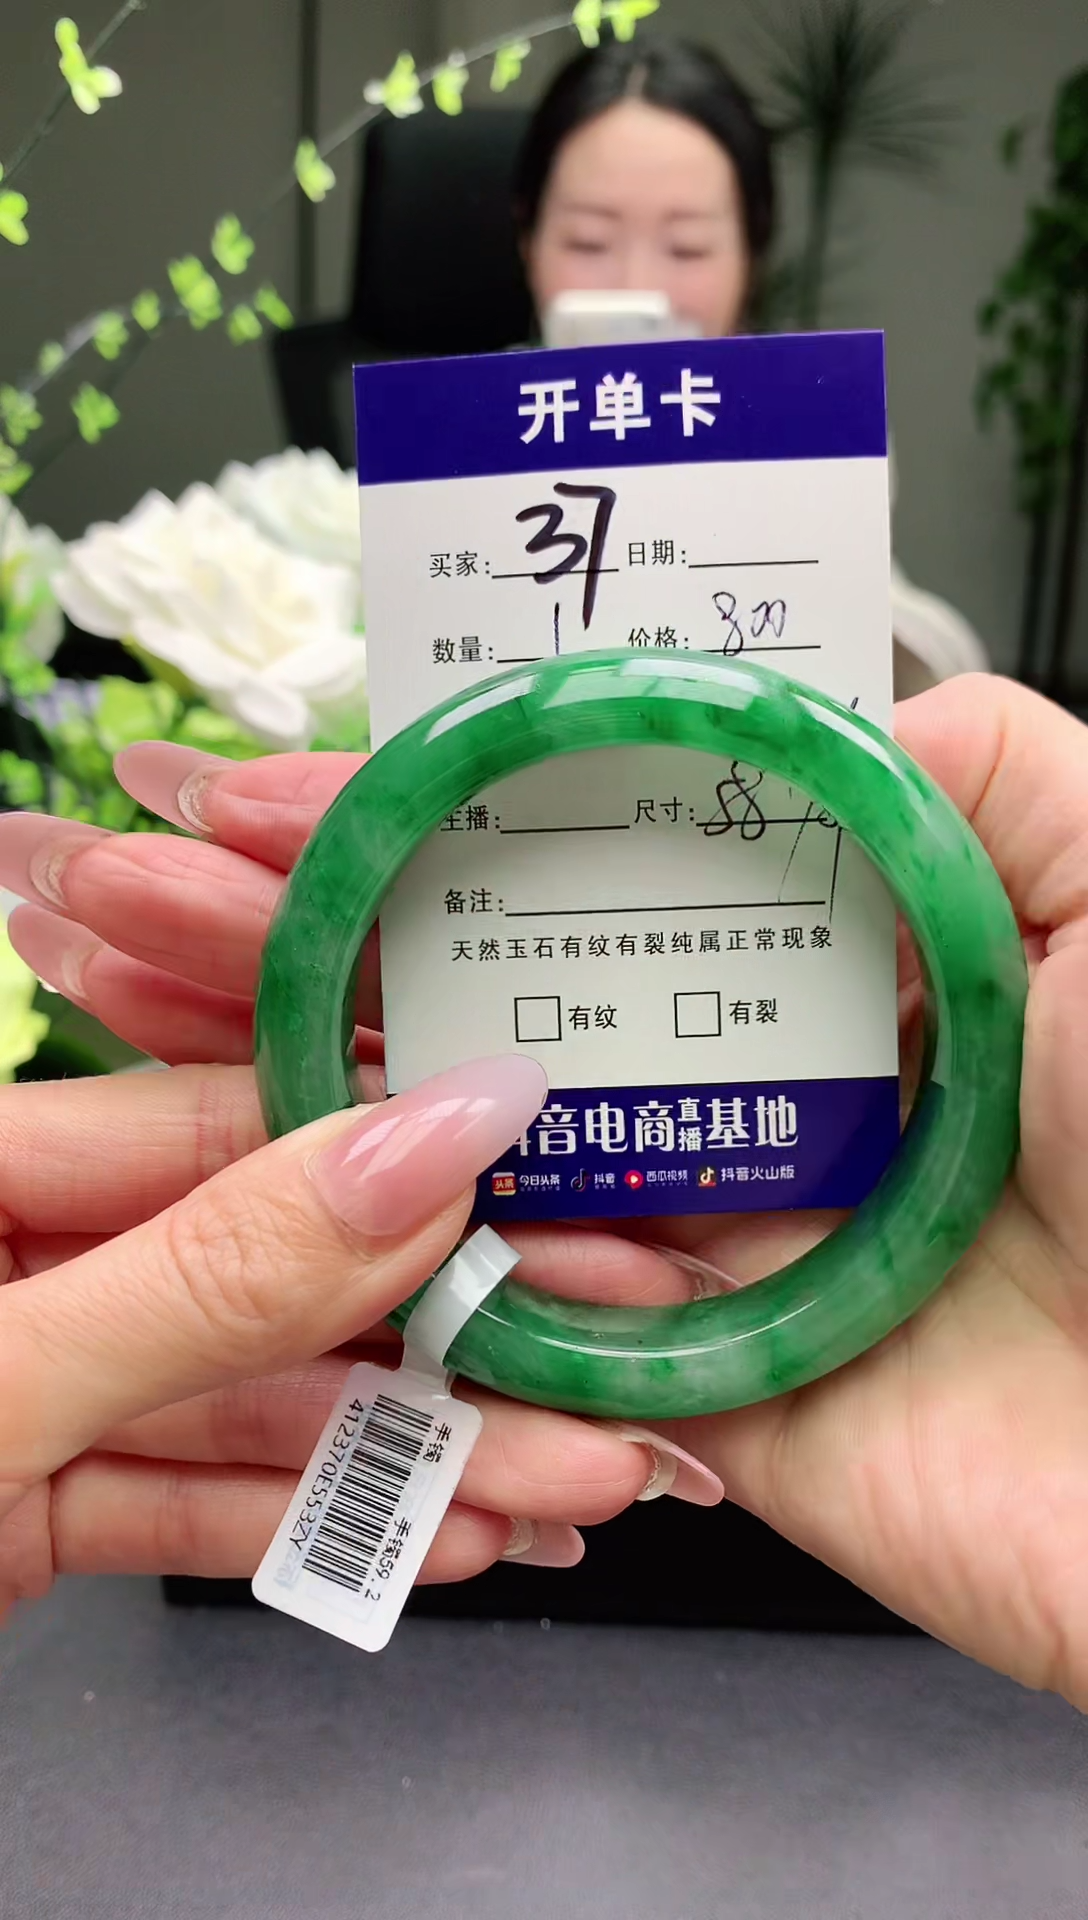 开单卡
买家: 37 日期:
数量: 1 价格: 800
主播: 尺寸: 58
备注:
天然玉石有纹有裂纯属正常现象
有纹 有裂
抖音电商直播基地
头条 今日头条 抖音 西瓜视频 抖音火山版
手镯
412370E553ZY
手镯59.2